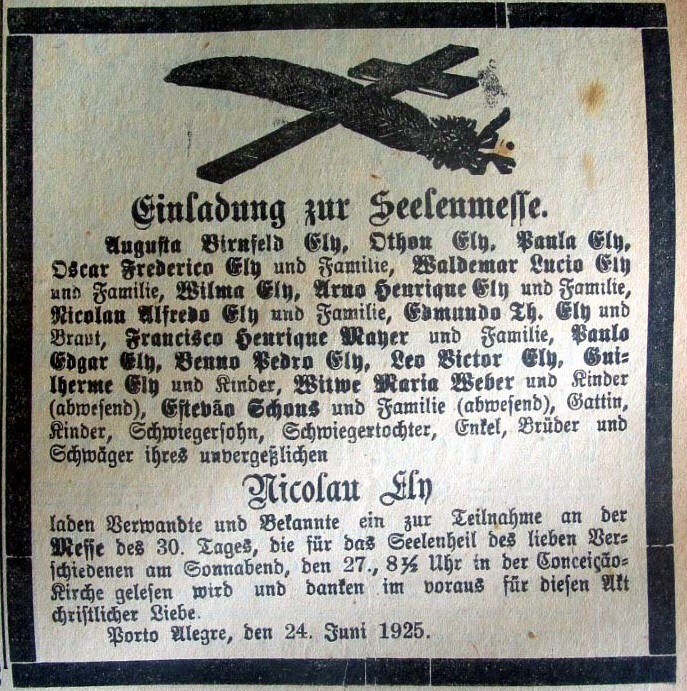 Einladung zur Seelenmesse.
Augusta Birnfeld Ely, Othon Ely, Paula Ely,
Oscar Frederico Ely und Familie, Waldemar Lucio Ely
und Familie, Wilma Ely, Arno Henrique Ely und Familie,
Nicolau Alfredo Ely und Familie, Edmundo Th. Ely und
Braut, Francisco Henrique Mayer und Familie, Paulo
Edgar Ely, Benno Pedro Ely, Leo Victor Ely, Gui-
lherme Ely und Kinder, Witwe Maria Weber und Kinder
(abwesend), Estevão Schons und Familie (abwesend), Gattin,
Kinder, Schwiegersohn, Schwiegertochter, Enkel, Brüder und
Schwäger ihres unvergeßlichen
Nicolau Ely
laden Verwandte und Bekannte ein zur Teilnahme an der
Messe des 30. Tages, die für das Seelenheil des lieben Ver-
schiedenen am Sonnabend, den 27., 8½ Uhr in der Conceição-
Kirche gelesen wird und danken im voraus für diesen Akt
christlicher Liebe.
Porto Alegre, den 24. Juni 1925.